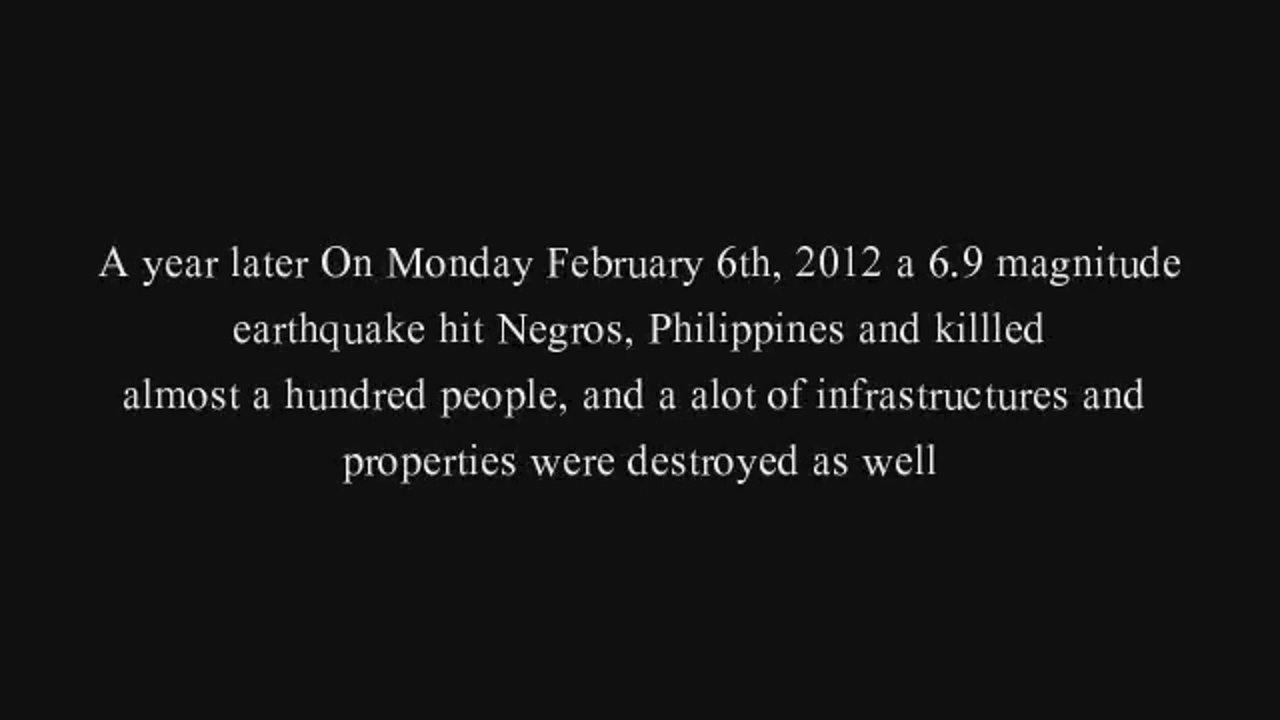 A year later On Monday February 6th, 2012 a 6.9 magnitude
earthquake hit Negros, Philippines and killled
almost a hundred people, and a alot of infrastructures and
properties were destroyed as well